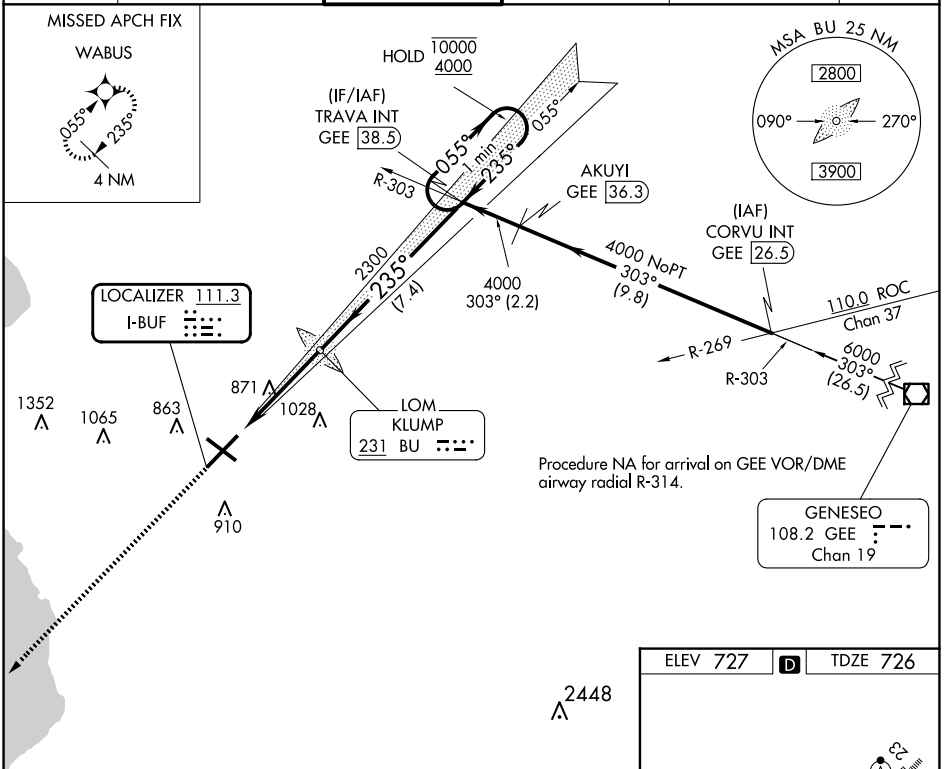 MISSED APCH FIX
WABUS
055°
235°
4 NM
HOLD 10000
4000
(IF/IAF)
TRAVA INT
GEE 38.5
R-303
055°
1 min
235°
055°
MSA BU 25 NM
2800
090°
270°
3900
AKUYI
GEE 36.3
(IAF)
CORVU INT
GEE 26.5
4000 NoPT
303°
(9.8)
4000
303° (2.2)
2300
235°
(7.4)
110.0 ROC
Chan 37
R-269
R-303
6000
303°
(26.5)
LOCALIZER 111.3
I-BUF
871
1352
1065
863
1028
LOM
KLUMP
231 BU
910
Procedure NA for arrival on GEE VOR/DME
airway radial R-314.
GENESEO
108.2 GEE
Chan 19
2448
ELEV 727
D
TDZE 726
23
A